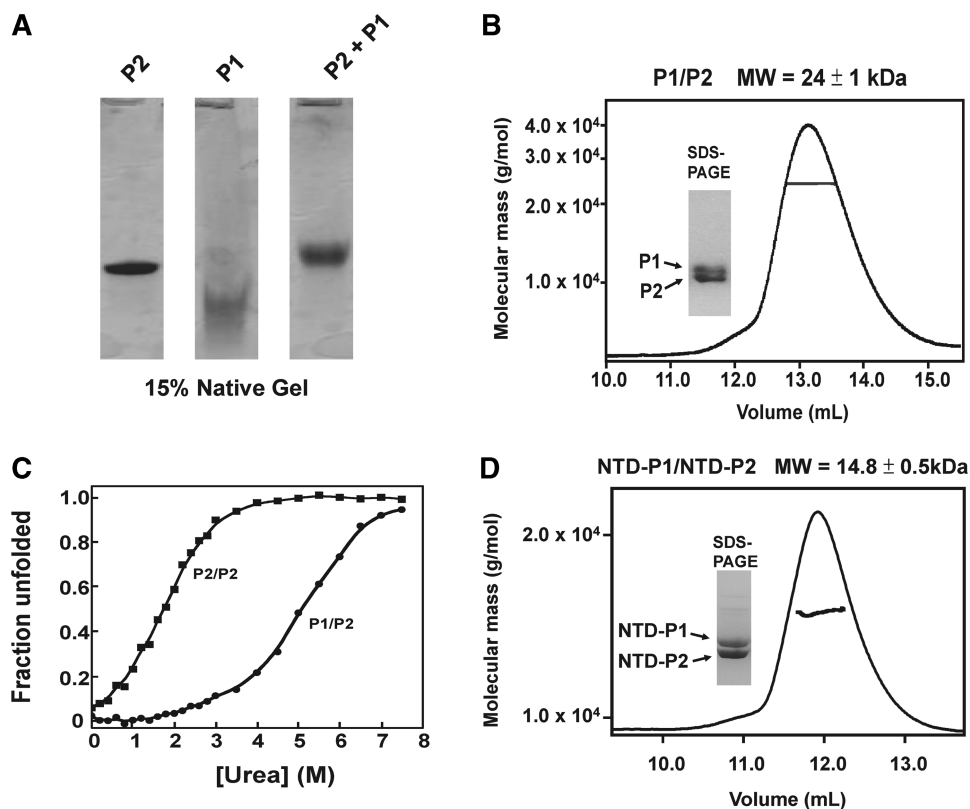 A
P2
P1
P2 + P1
15% Native Gel
B
P1/P2 MW = 24 ± 1 kDa
Molecular mass (g/mol)
4.0 x 10⁴
3.0 x 10⁴
2.0 x 10⁴
1.0 x 10⁴
SDS-
PAGE
P1
P2
10.0 11.0 12.0 13.0 14.0 15.0
Volume (mL)
C
Fraction unfolded
1.0
0.8
0.6
0.4
0.2
0
P2/P2
P1/P2
0 1 2 3 4 5 6 7 8
[Urea] (M)
D
NTD-P1/NTD-P2 MW = 14.8 ± 0.5kDa
Molecular mass (g/mol)
2.0 x 10⁴
1.0 x 10⁴
SDS-
PAGE
NTD-P1
NTD-P2
10.0 11.0 12.0 13.0
Volume (mL)